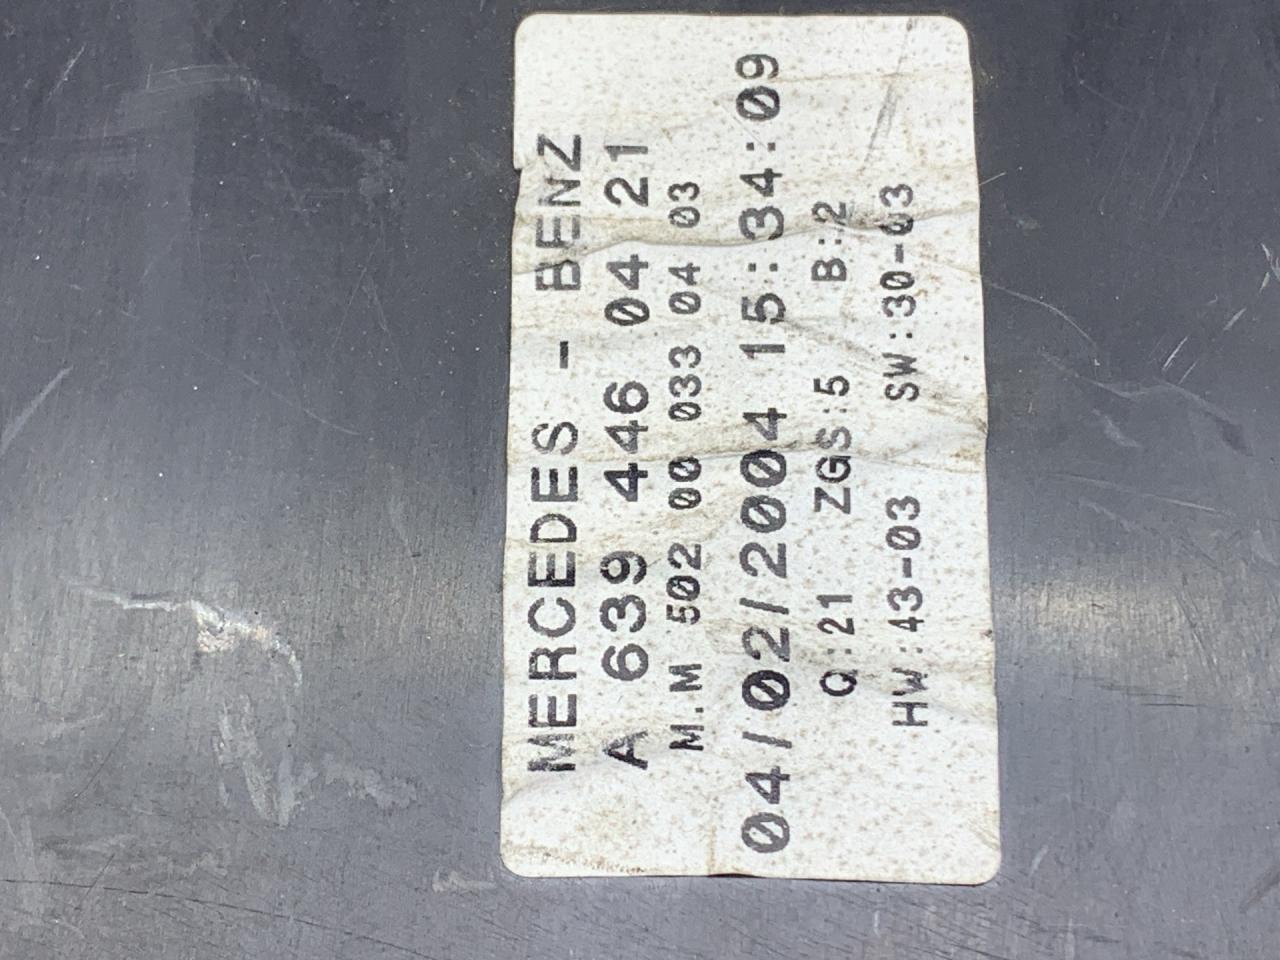 MERCEDES - BENZ
A 639 446 04 21
M.M 502 00 033 04 03
04/02/2004 15:34:09
Q:21 ZGS:5 B:2
HW:43-03 SW:30-03